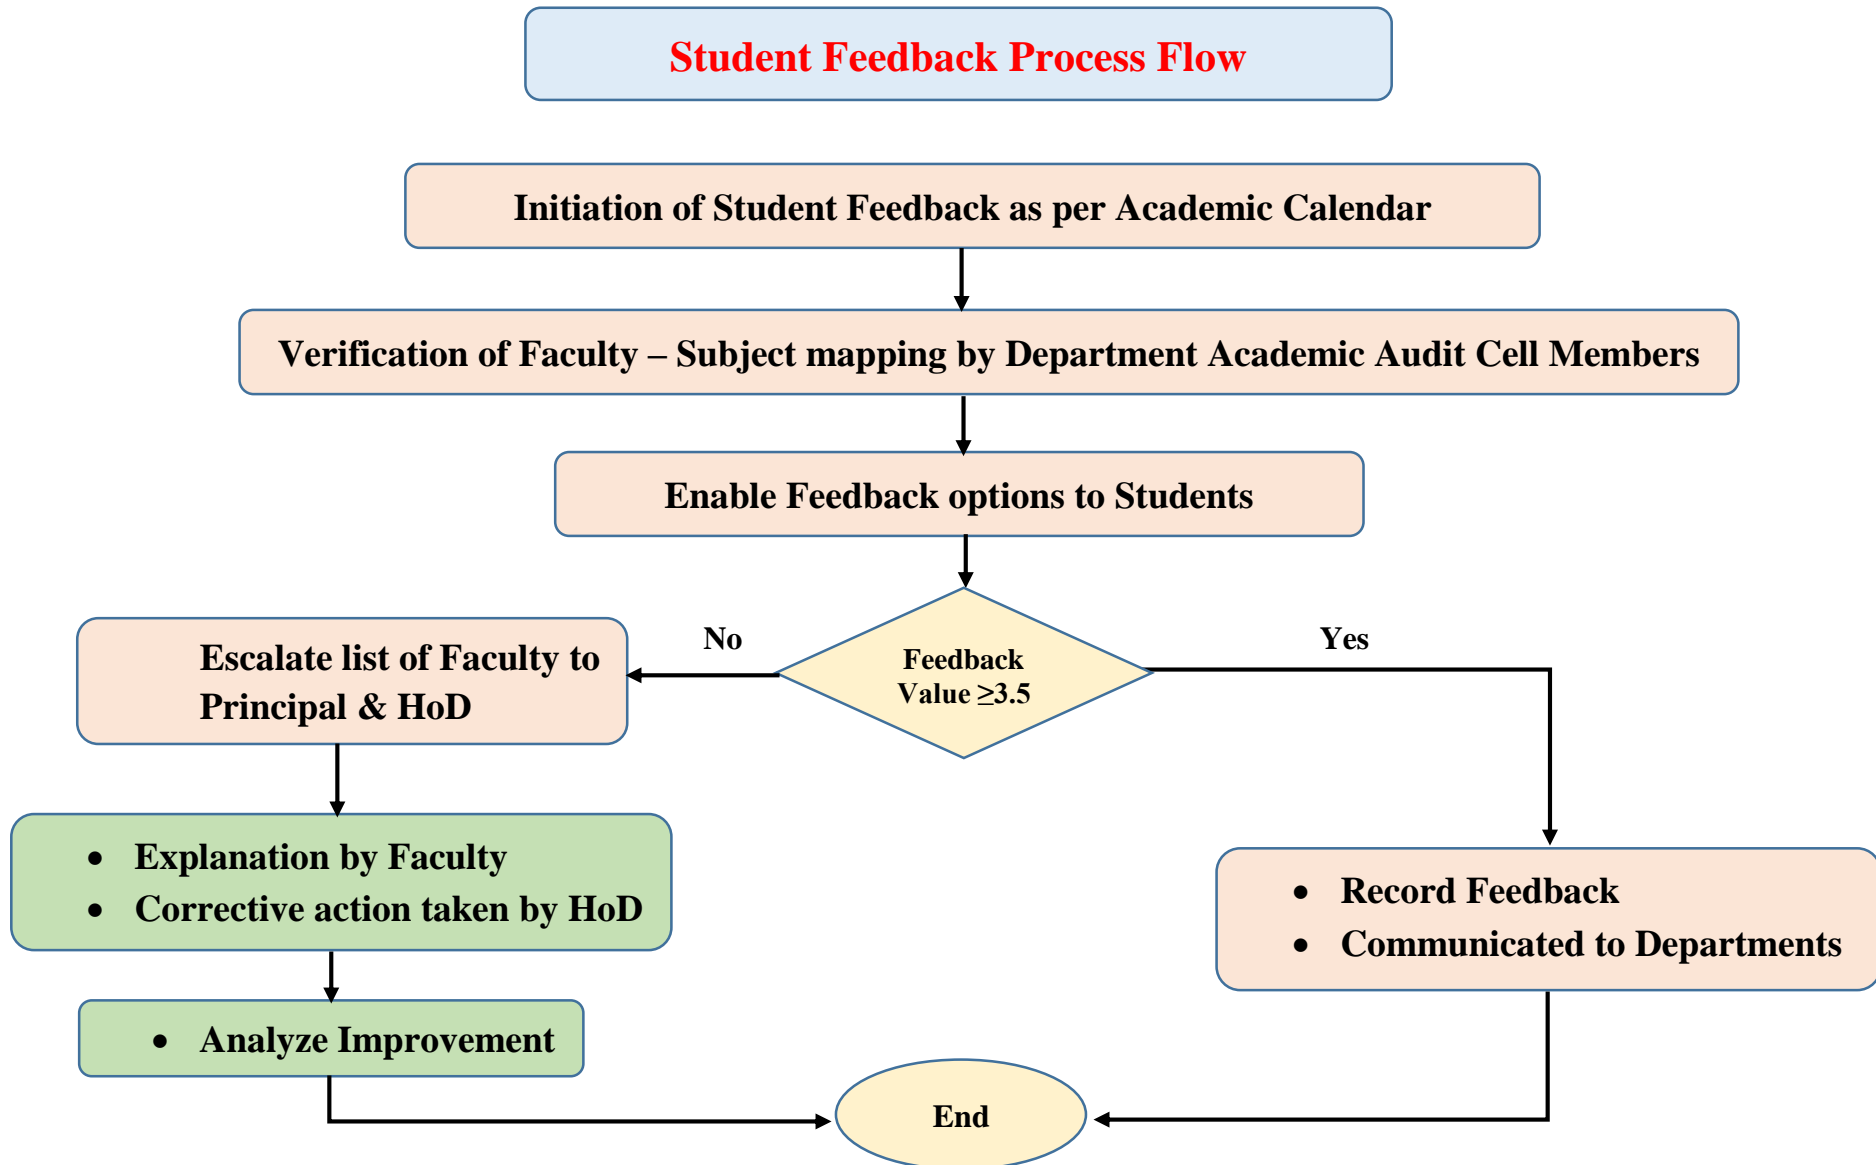 Student Feedback Process Flow
Initiation of Student Feedback as per Academic Calendar
Verification of Faculty – Subject mapping by Department Academic Audit Cell Members
Enable Feedback options to Students
No
Yes
Feedback
Value ≥3.5
Escalate list of Faculty to
Principal & HoD
• Explanation by Faculty
• Corrective action taken by HoD
• Record Feedback
• Communicated to Departments
• Analyze Improvement
End